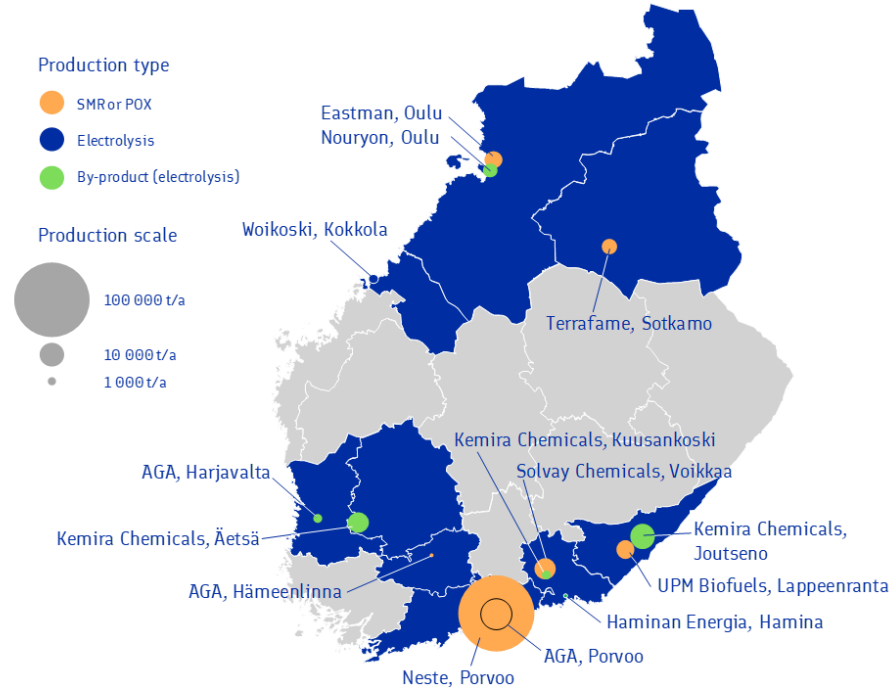 Production type
SMR or POX
Electrolysis
By-product (electrolysis)
Production scale
100 000 t/a
10 000 t/a
1 000 t/a
Eastman, Oulu
Nouryon, Oulu
Woikoski, Kokkola
Terrafame, Sotkamo
Kemira Chemicals, Kuusankoski
Solvay Chemicals, Voikkaa
AGA, Harjavalta
Kemira Chemicals, Äetsä
AGA, Hämeenlinna
Kemira Chemicals,
Joutseno
UPM Biofuels, Lappeenranta
Haminan Energia, Hamina
AGA, Porvoo
Neste, Porvoo